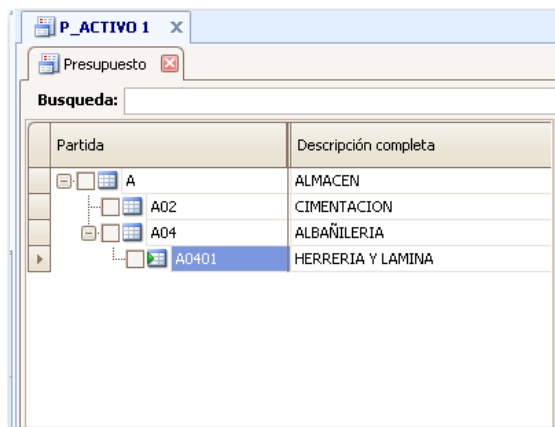 P_ACTIVO 1 X
Presupuesto
Busqueda:
Partida Descripción completa
A ALMACEN
A02 CIMENTACION
A04 ALBAÑILERIA
A0401 HERRERIA Y LAMINA